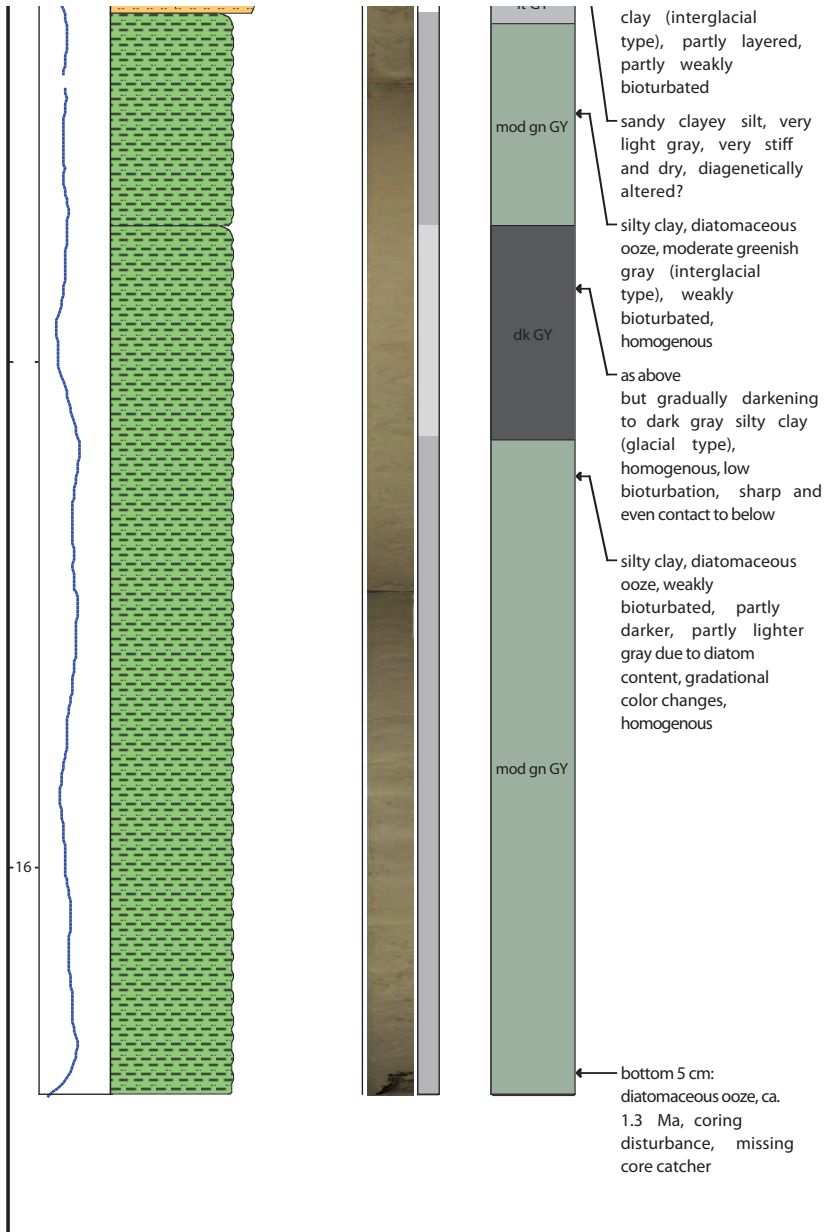 lt GY
clay (interglacial
type), partly layered,
partly weakly
bioturbated
mod gn GY
sandy clayey silt, very
light gray, very stiff
and dry, diagenetically
altered?
silty clay, diatomaceous
ooze, moderate greenish
gray (interglacial
type), weakly
bioturbated,
homogenous
dk GY
as above
but gradually darkening
to dark gray silty clay
(glacial type),
homogenous, low
bioturbation, sharp and
even contact to below
silty clay, diatomaceous
ooze, weakly
bioturbated, partly
darker, partly lighter
gray due to diatom
content, gradational
color changes,
homogenous
mod gn GY
16
bottom 5 cm:
diatomaceous ooze, ca.
1.3 Ma, coring
disturbance, missing
core catcher